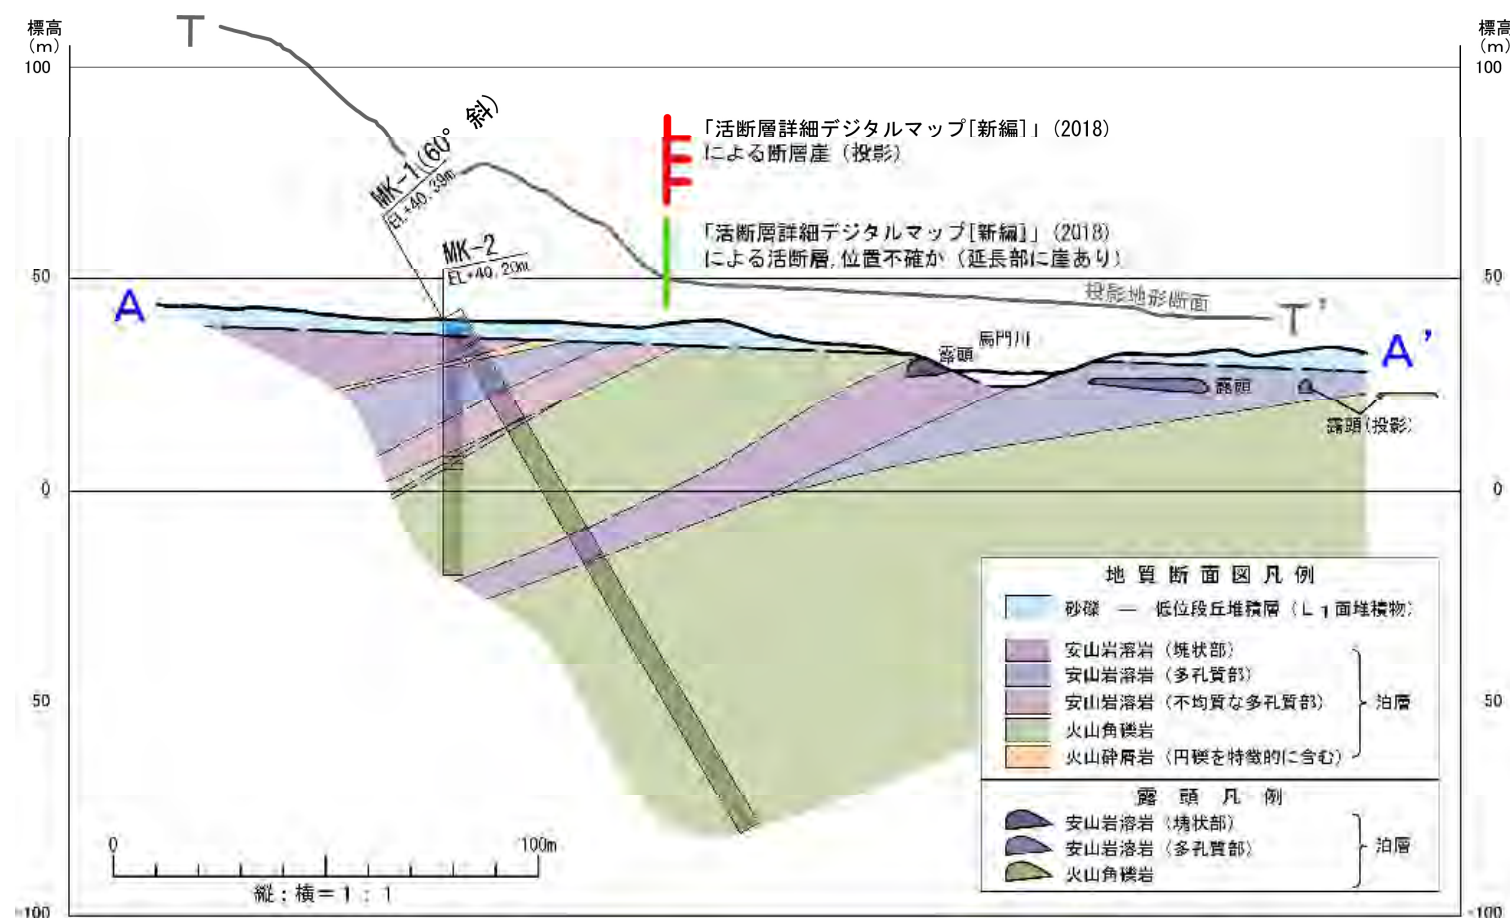 標高
(m)
標高
(m)
T
100
100
MK-1(60°斜)
EL+40.39m
「活断層詳細デジタルマップ[新編]」(2018)
による断層崖（投影）
MK-2
EL+40.20m
「活断層詳細デジタルマップ[新編]」(2018)
による活断層,位置不確か（延長部に崖あり）
50
50
投影地形断面
T'
A
A'
露頭
烏門川
露頭
露頭(投影)
0
0
地質断面図凡例
砂礫 ― 低位段丘堆積層（L1面堆積物）
安山岩溶岩（塊状部）
安山岩溶岩（多孔質部）
安山岩溶岩（不均質な多孔質部）
泊層
火山角礫岩
火山砕屑岩（円礫を特徴的に含む）
50
50
露頭凡例
安山岩溶岩（塊状部）
安山岩溶岩（多孔質部）
泊層
火山角礫岩
0
100m
縦：横＝1：1
-100
-100